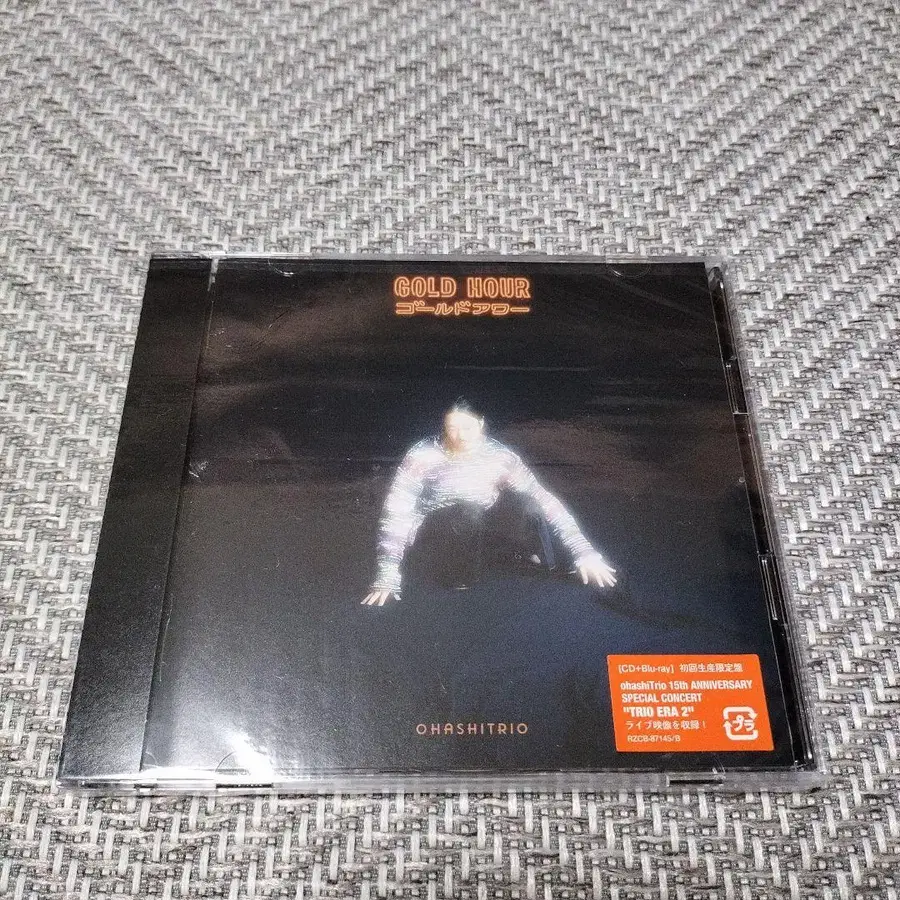 GOLD HOUR
ゴールドアワー
OHASHITRIO
[CD+Blu-ray] 初回生産限定盤
ohashiTrio 15th ANNIVERSARY
SPECIAL CONCERT
"TRIO ERA 2"
ライブ映像を収録！
RZCB-87145/B
プラ